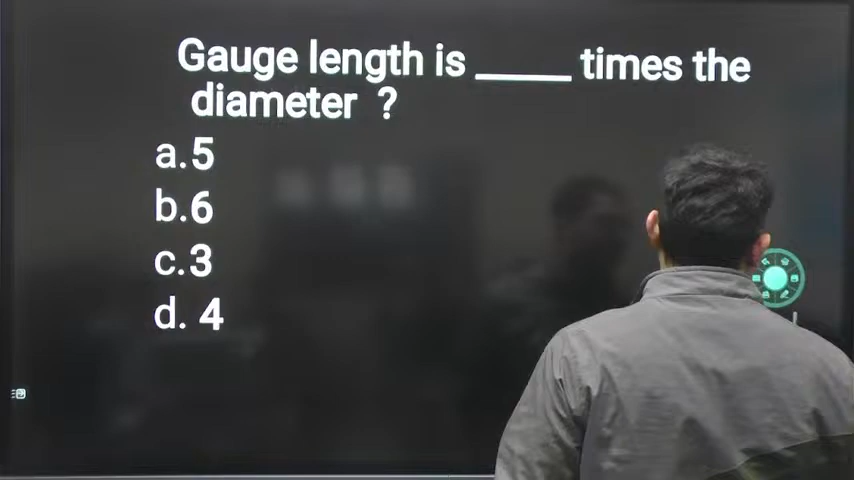 Gauge length is _____ times the
diameter ?
a.5
b.6
c.3
d. 4